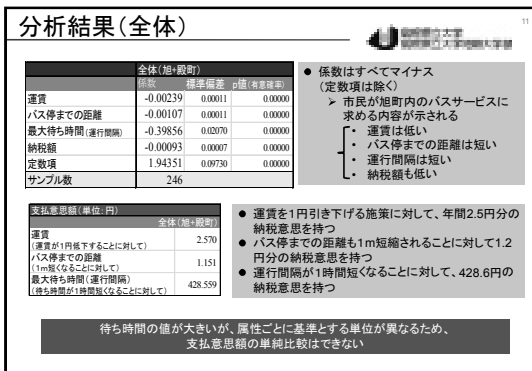 分析結果(全体)
11
全体(旭+殿町)
係数 標準偏差 p値(有意確率)
運賃 -0.00239 0.00011 0.00000
バス停までの距離 -0.00107 0.00011 0.00000
最大待ち時間(運行間隔) -0.39856 0.02070 0.00000
納税額 -0.00093 0.00007 0.00000
定数項 1.94351 0.09730 0.00000
サンプル数 246
● 係数はすべてマイナス
(定数項は除く)
➢ 市民が旭町内のバスサービスに
求める内容が示される
・ 運賃は低い
・ バス停までの距離は短い
・ 運行間隔は短い
・ 納税額も低い
支払意思額(単位:円)
全体(旭+殿町)
運賃
(運賃が1円低下することに対して) 2.570
バス停までの距離
(1m短くなることに対して) 1.151
最大待ち時間(運行間隔)
(待ち時間が1時間短くなることに対して) 428.559
● 運賃を1円引き下げる施策に対して、年間2.5円分の
納税意思を持つ
● バス停までの距離も1m短縮されることに対して1.2
円分の納税意思を持つ
● 運行間隔が1時間短くなることに対して、428.6円の
納税意思を持つ
待ち時間の値が大きいが、属性ごとに基準とする単位が異なるため、
支払意思額の単純比較はできない